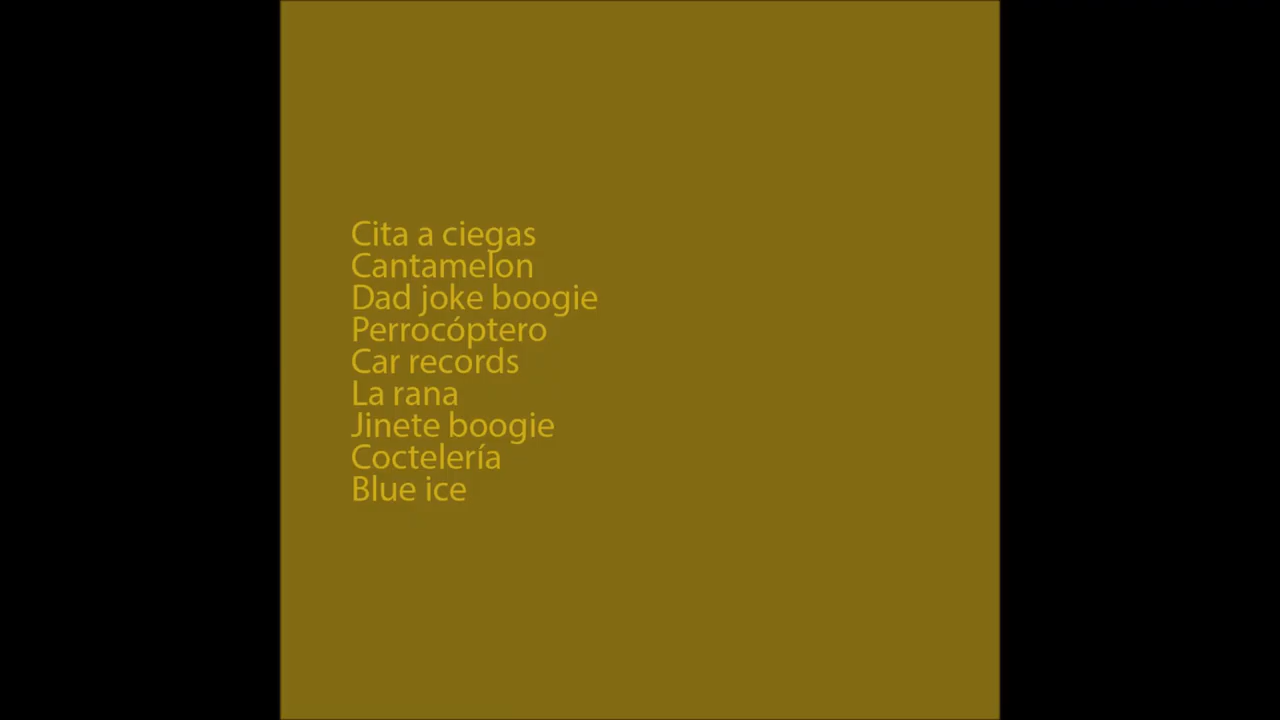 Cita a ciegas
Cantamelon
Dad joke boogie
Perrocóptero
Car records
La rana
Jinete boogie
Coctelería
Blue ice